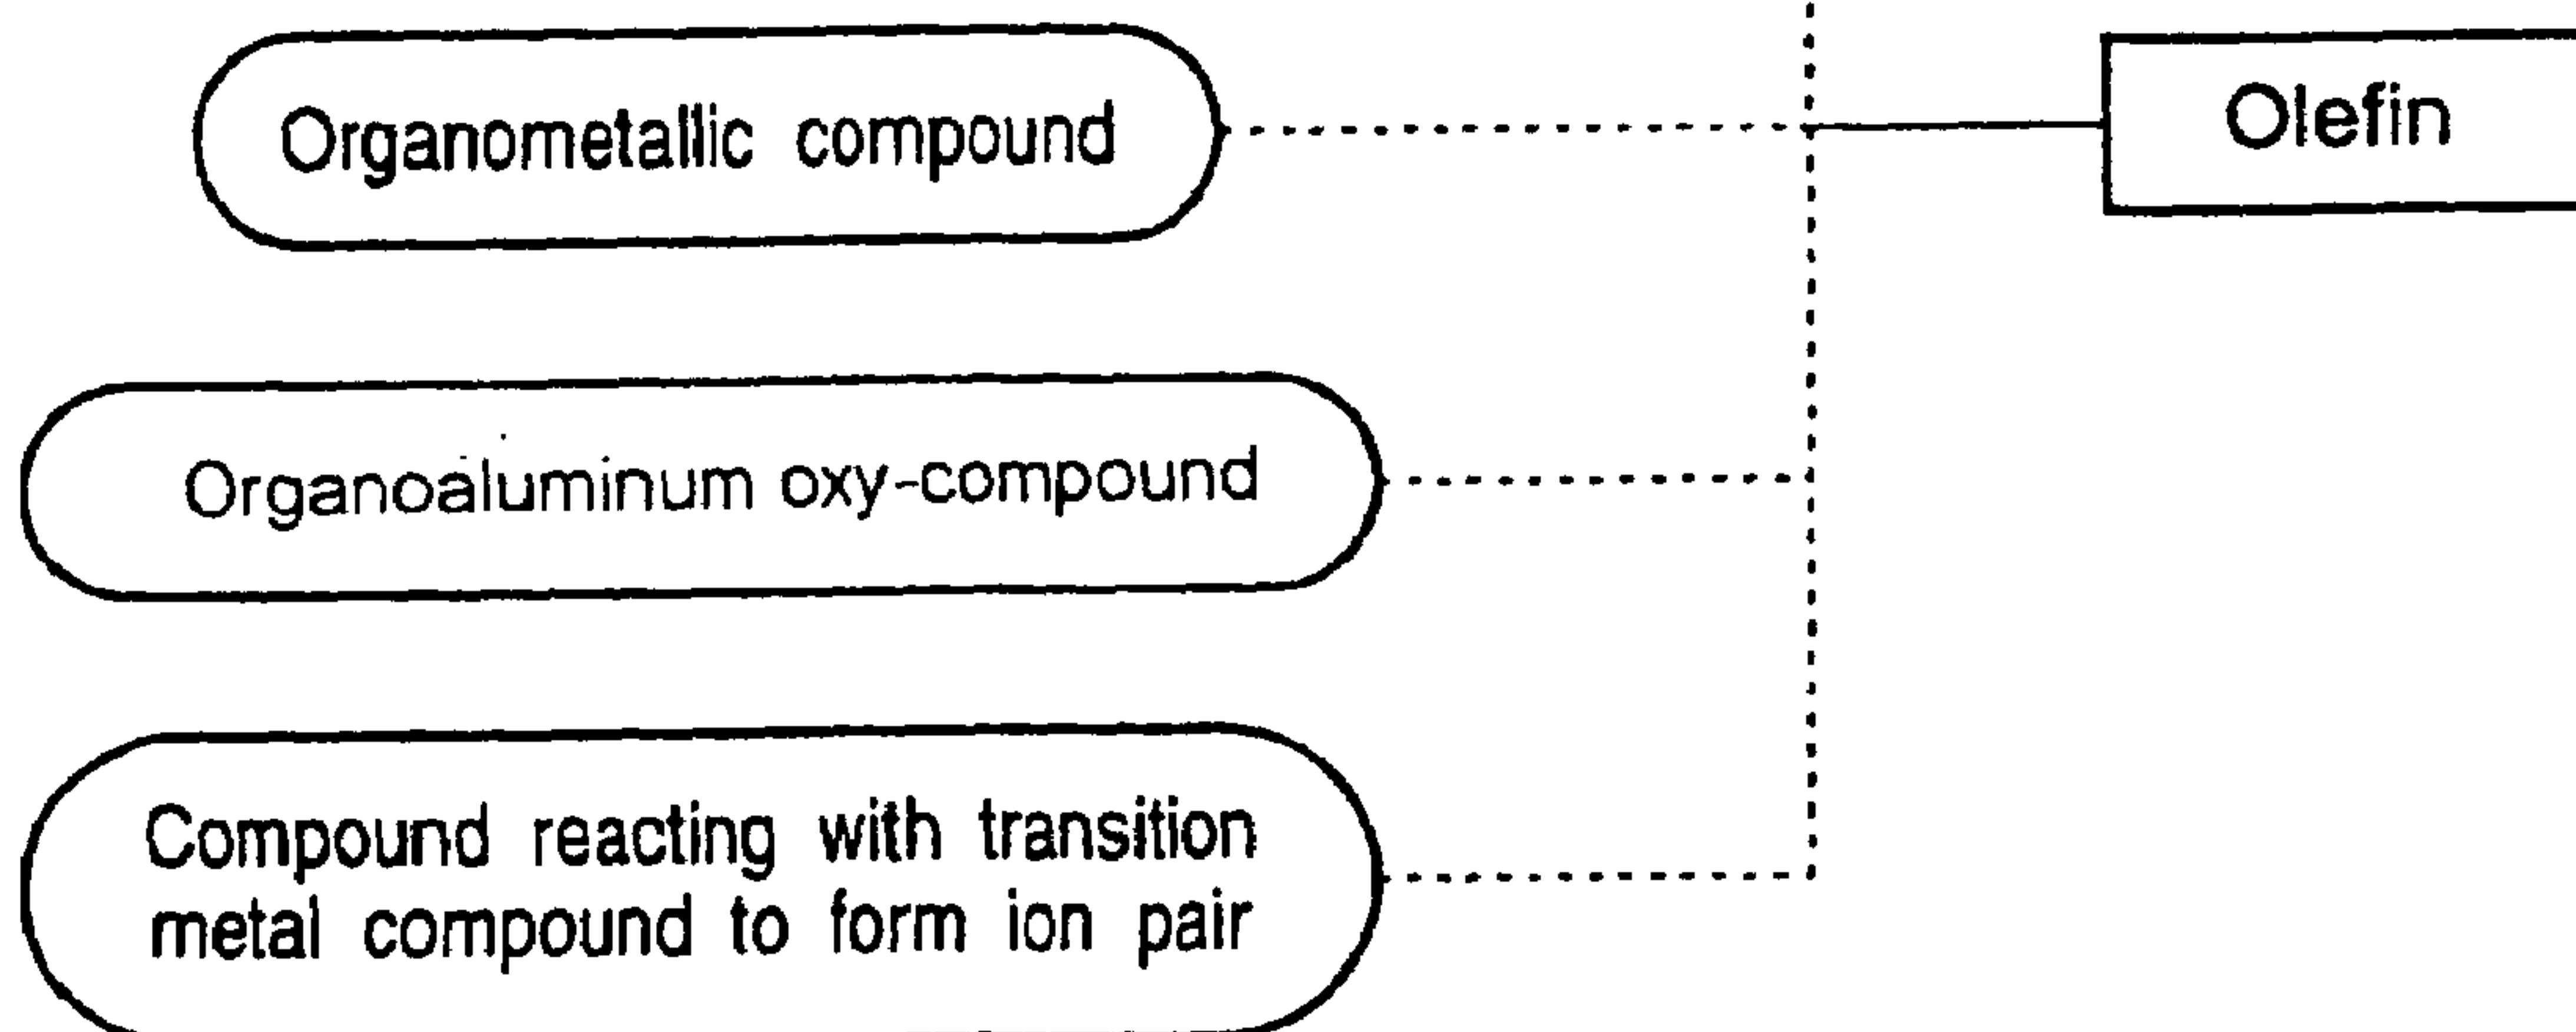 Organometallic compound
Olefin
Organoaluminum oxy-compound
Compound reacting with transition
metal compound to form ion pair